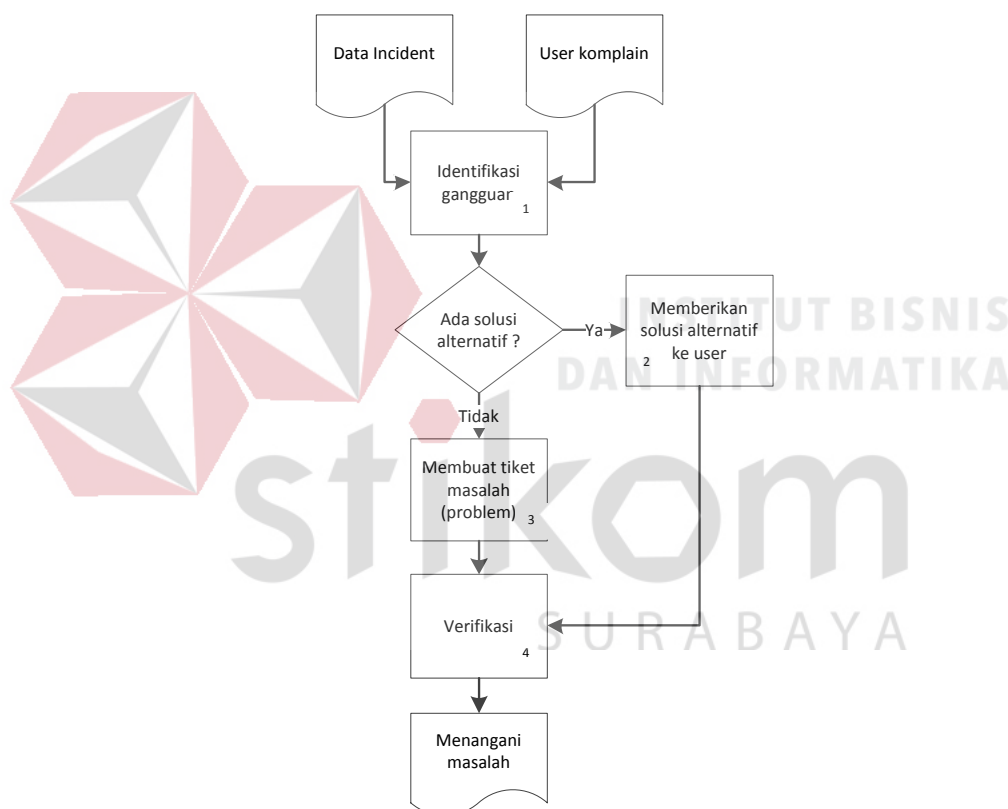 Data Incident
User komplain
Identifikasi
gangguar
1
Ada solusi
alternatif ?
Ya
Memberikan
solusi alternatif
ke user
2
INSTITUT BISNIS
DAN INFORMATIKA
Tidak
Membuat tiket
masalah
(problem)
3
stikom
Verifikasi
4
SURABAYA
Menangani
masalah